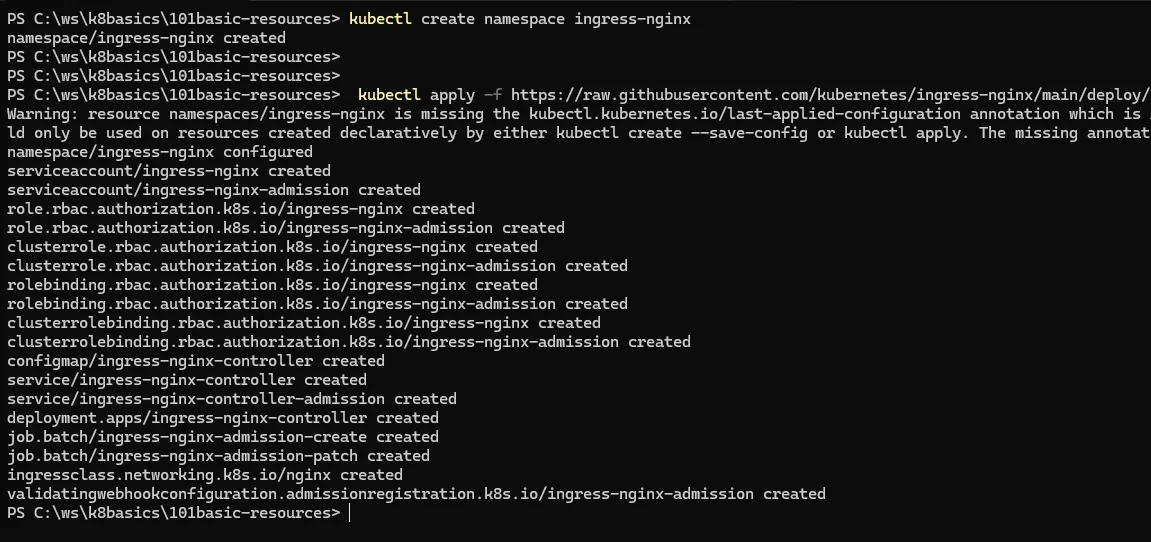 PS C:\ws\k8basics\101basic-resources> kubectl create namespace ingress-nginx
namespace/ingress-nginx created
PS C:\ws\k8basics\101basic-resources>
PS C:\ws\k8basics\101basic-resources>
PS C:\ws\k8basics\101basic-resources>  kubectl apply -f https://raw.githubusercontent.com/kubernetes/ingress-nginx/main/deploy/
Warning: resource namespaces/ingress-nginx is missing the kubectl.kubernetes.io/last-applied-configuration annotation which is
ld only be used on resources created declaratively by either kubectl create --save-config or kubectl apply. The missing annotat
namespace/ingress-nginx configured
serviceaccount/ingress-nginx created
serviceaccount/ingress-nginx-admission created
role.rbac.authorization.k8s.io/ingress-nginx created
role.rbac.authorization.k8s.io/ingress-nginx-admission created
clusterrole.rbac.authorization.k8s.io/ingress-nginx created
clusterrole.rbac.authorization.k8s.io/ingress-nginx-admission created
rolebinding.rbac.authorization.k8s.io/ingress-nginx created
rolebinding.rbac.authorization.k8s.io/ingress-nginx-admission created
clusterrolebinding.rbac.authorization.k8s.io/ingress-nginx created
clusterrolebinding.rbac.authorization.k8s.io/ingress-nginx-admission created
configmap/ingress-nginx-controller created
service/ingress-nginx-controller created
service/ingress-nginx-controller-admission created
deployment.apps/ingress-nginx-controller created
job.batch/ingress-nginx-admission-create created
job.batch/ingress-nginx-admission-patch created
ingressclass.networking.k8s.io/nginx created
validatingwebhookconfiguration.admissionregistration.k8s.io/ingress-nginx-admission created
PS C:\ws\k8basics\101basic-resources>